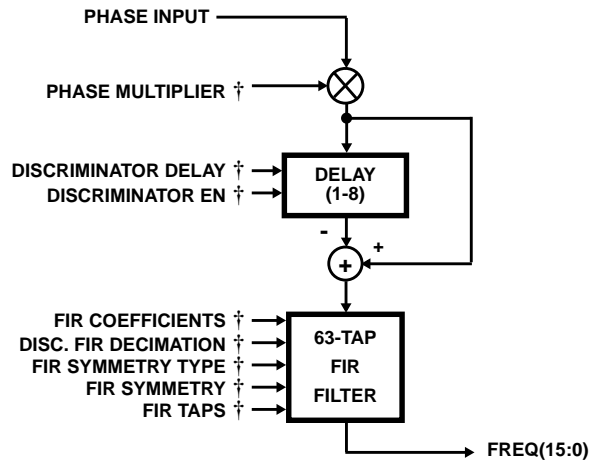 PHASE INPUT
PHASE MULTIPLIER †
DISCRIMINATOR DELAY †
DISCRIMINATOR EN †
DELAY
(1-8)
-
+
+
FIR COEFFICIENTS †
DISC. FIR DECIMATION †
FIR SYMMETRY TYPE †
FIR SYMMETRY †
FIR TAPS †
63-TAP
FIR
FILTER
FREQ(15:0)